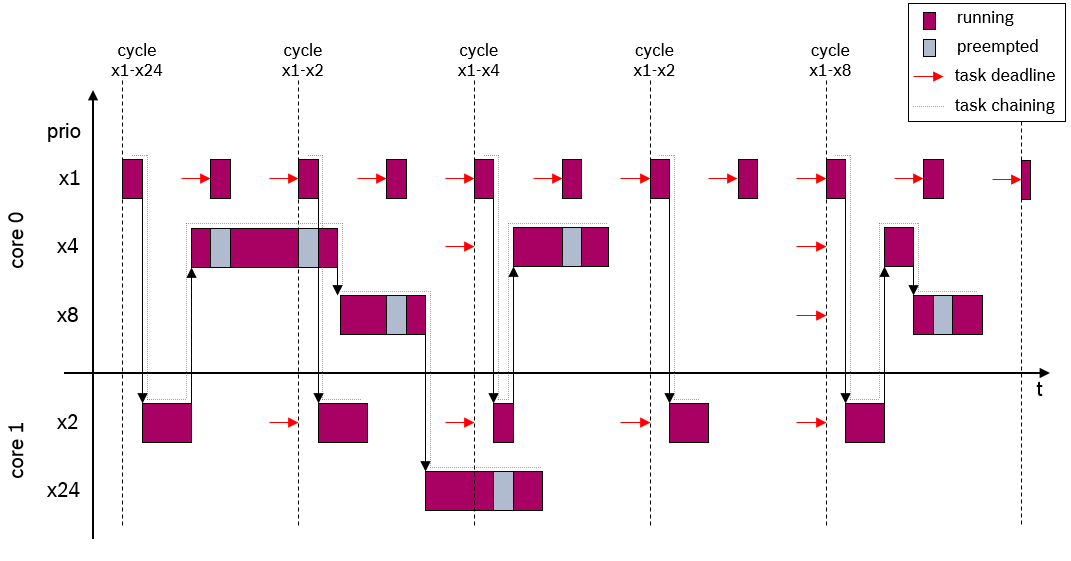 running
preempted
task deadline
task chaining
cycle
x1-x24
cycle
x1-x2
cycle
x1-x4
cycle
x1-x2
cycle
x1-x8
prio
core 0
x1
x4
x8
t
core 1
x2
x24